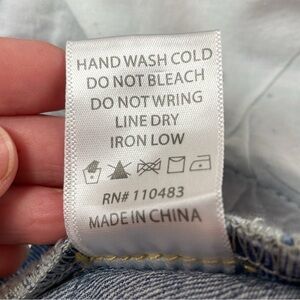 HAND WASH COLD
DO NOT BLEACH
DO NOT WRING
LINE DRY
IRON LOW
RN# 110483
MADE IN CHINA